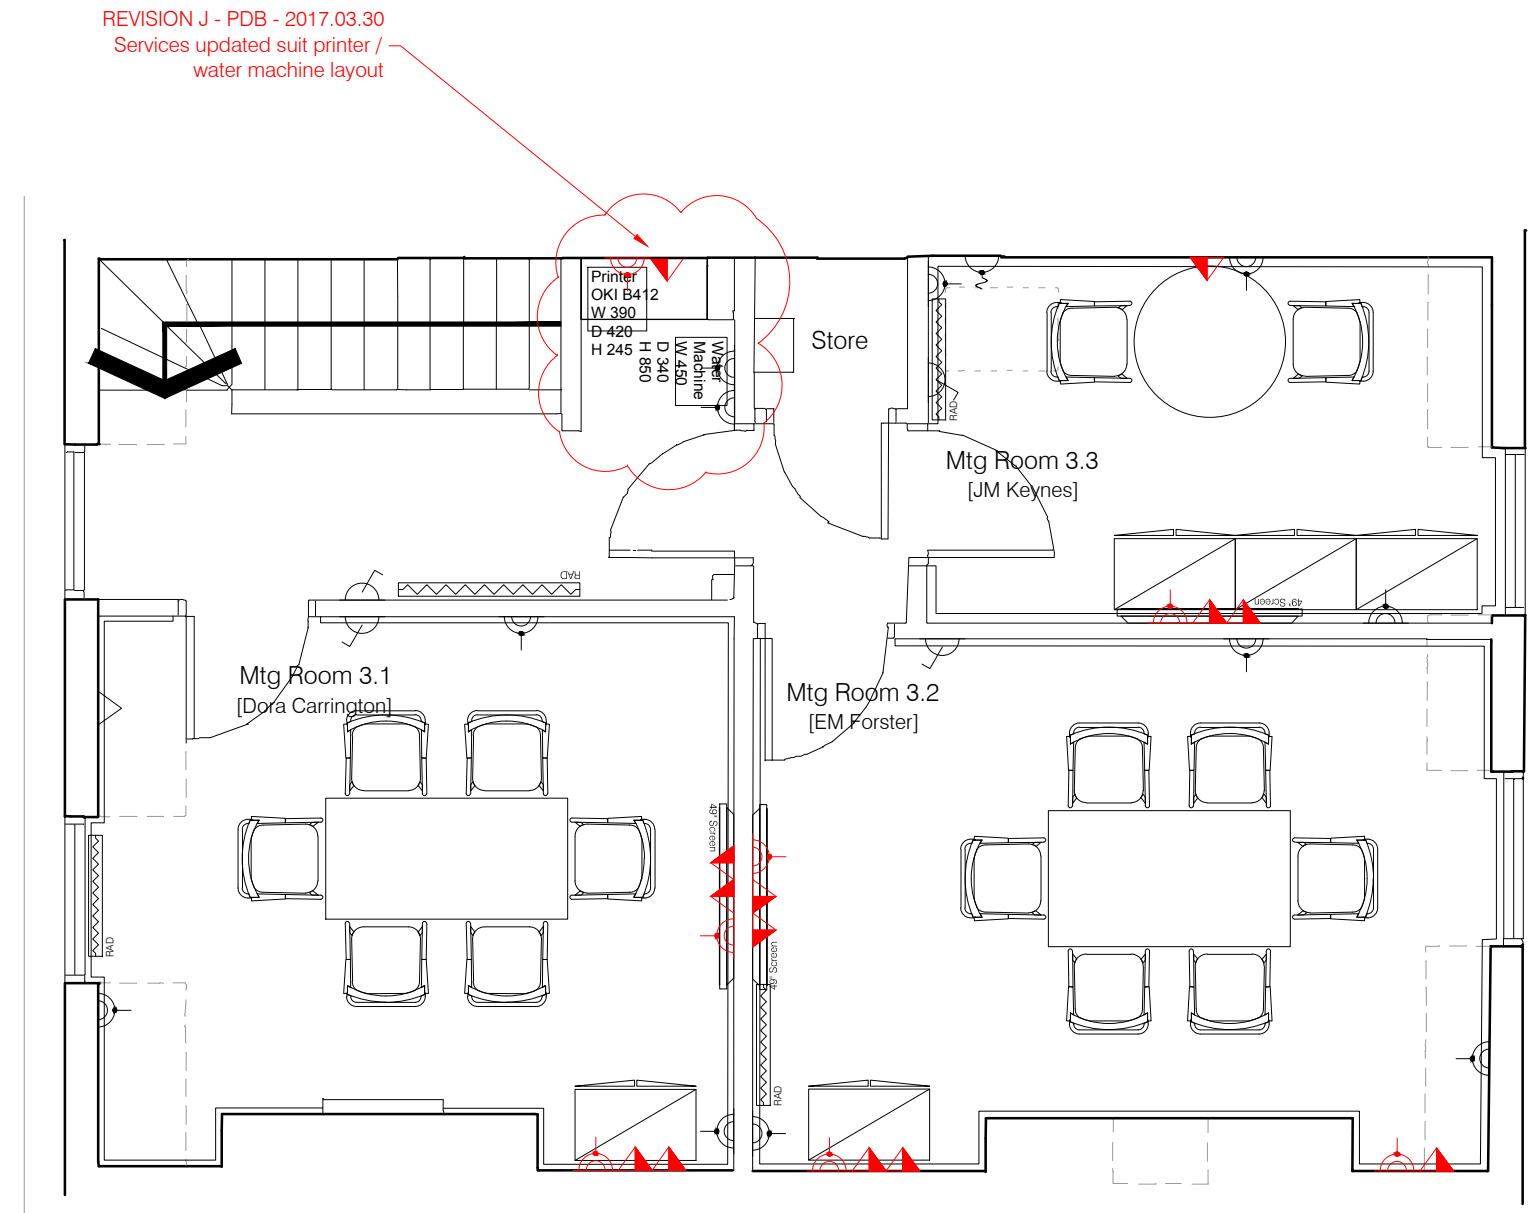 REVISION J - PDB - 2017.03.30
Services updated suit printer /
water machine layout
Printer
OKI B412
W 390
D 420
H 245
Water
Machine
W 450
D 340
H 850
Store
RAD
Mtg Room 3.3
[JM Keynes]
RAD
49" Screen
Mtg Room 3.1
[Dora Carrington]
Mtg Room 3.2
[EM Forster]
49" Screen
RAD
49" Screen
RAD